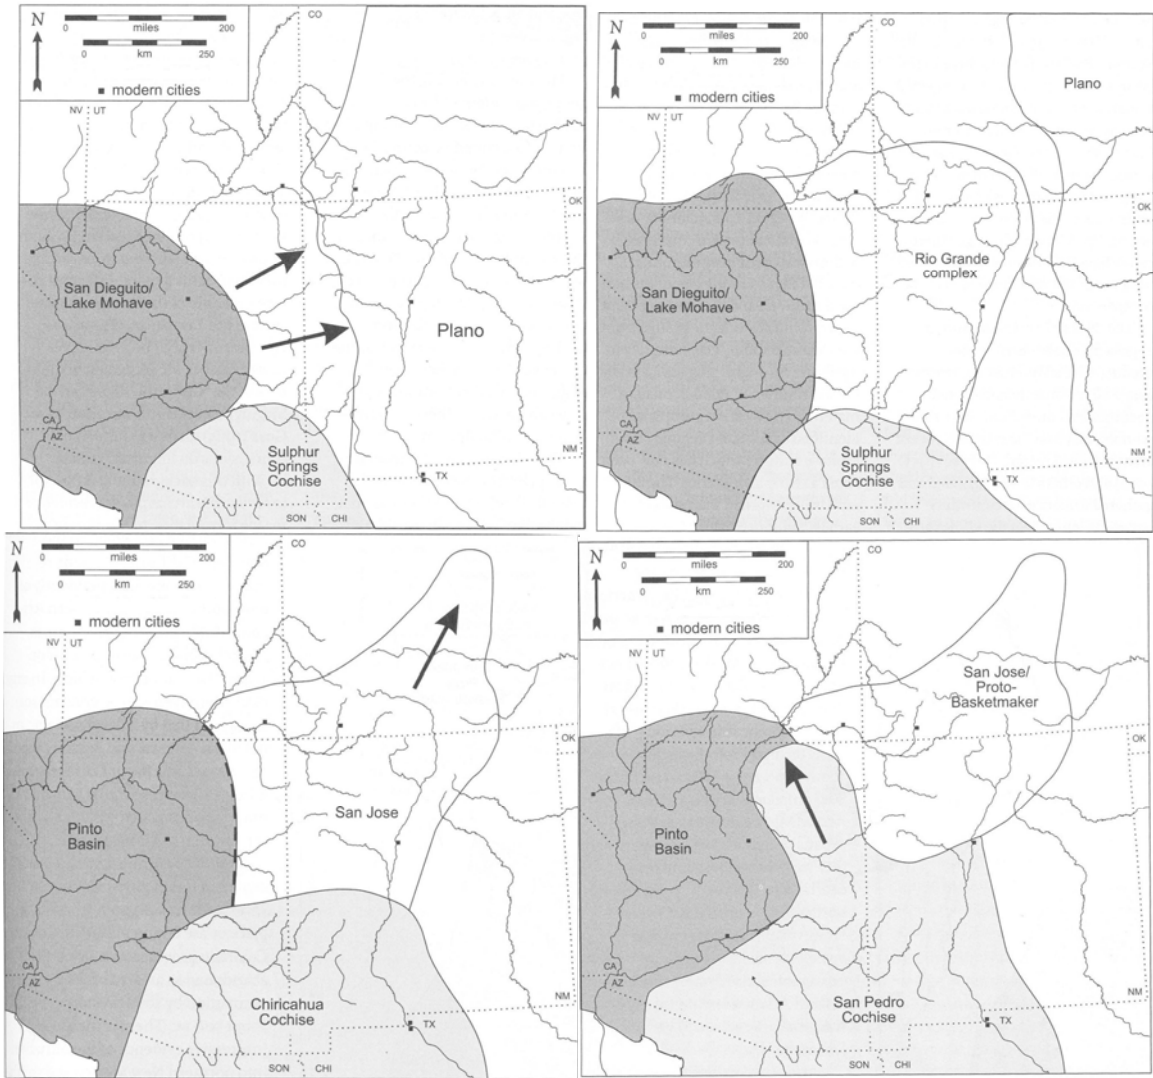 N
0 200
miles
0 250
km
■ modern cities
CO
NV UT
OK
San Dieguito/
Lake Mohave
Plano
CA
AZ
Sulphur
Springs
Cochise
NM
TX
SON CHI
N
0 200
miles
0 250
km
■ modern cities
CO
Plano
NV UT
OK
Rio Grande
complex
San Dieguito/
Lake Mohave
CA
AZ
Sulphur
Springs
Cochise
NM
TX
SON CHI
N
0 200
miles
0 250
km
■ modern cities
CO
NV UT
OK
San Jose
Pinto
Basin
CA
AZ
Chiricahua
Cochise
NM
TX
SON CHI
N
0 200
miles
0 250
km
■ modern cities
CO
NV UT
San Jose/
Proto-
Basketmaker
OK
Pinto
Basin
CA
AZ
San Pedro
Cochise
NM
TX
SON CHI